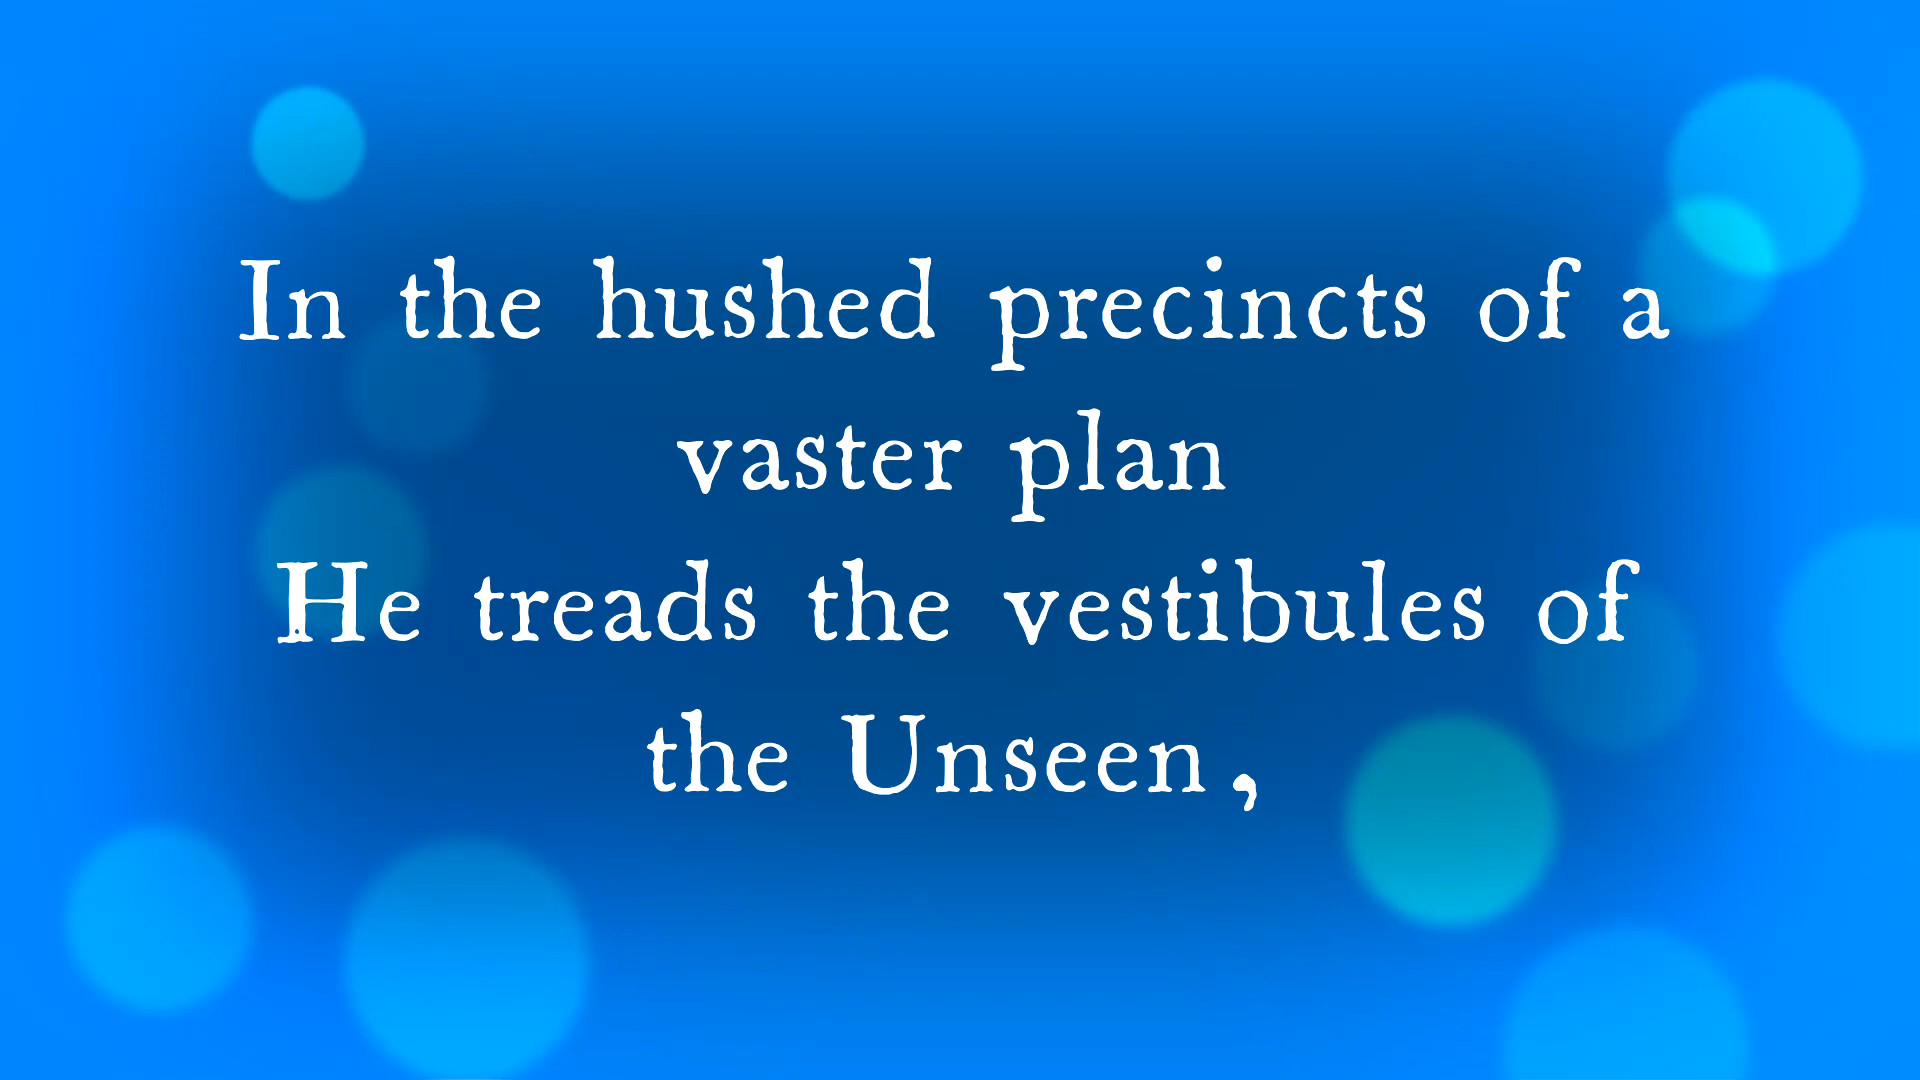 In the hushed precincts of a
vaster plan
He treads the vestibules of
the Unseen,